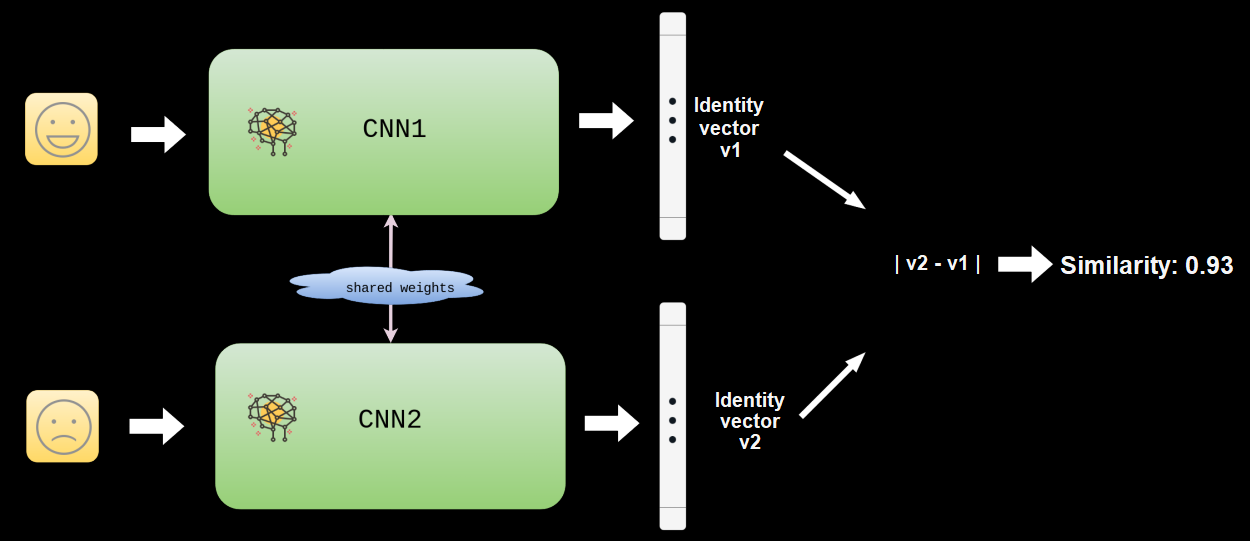 CNN1
Identity
vector
v1
| v2 - v1 |
Similarity: 0.93
shared weights
CNN2
Identity
vector
v2